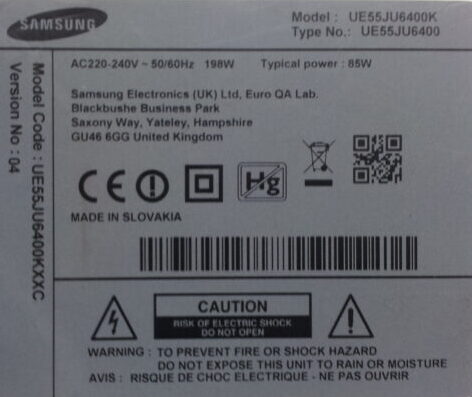 SAMSUNG
Model : UE55JU6400K
Type No.: UE55JU6400
AC220-240V ~ 50/60Hz 198W Typical power : 85W
Samsung Electronics (UK) Ltd, Euro QA Lab.
Blackbushe Business Park
Saxony Way, Yateley, Hampshire
GU46 6GG United Kingdom
Model Code : UE55JU6400KXXC
Version No : 04
CE
Hg
MADE IN SLOVAKIA
CAUTION
RISK OF ELECTRIC SHOCK
DO NOT OPEN
WARNING : TO PREVENT FIRE OR SHOCK HAZARD
DO NOT EXPOSE THIS UNIT TO RAIN OR MOISTURE
AVIS : RISQUE DE CHOC ELECTRIQUE - NE PAS OUVRIR